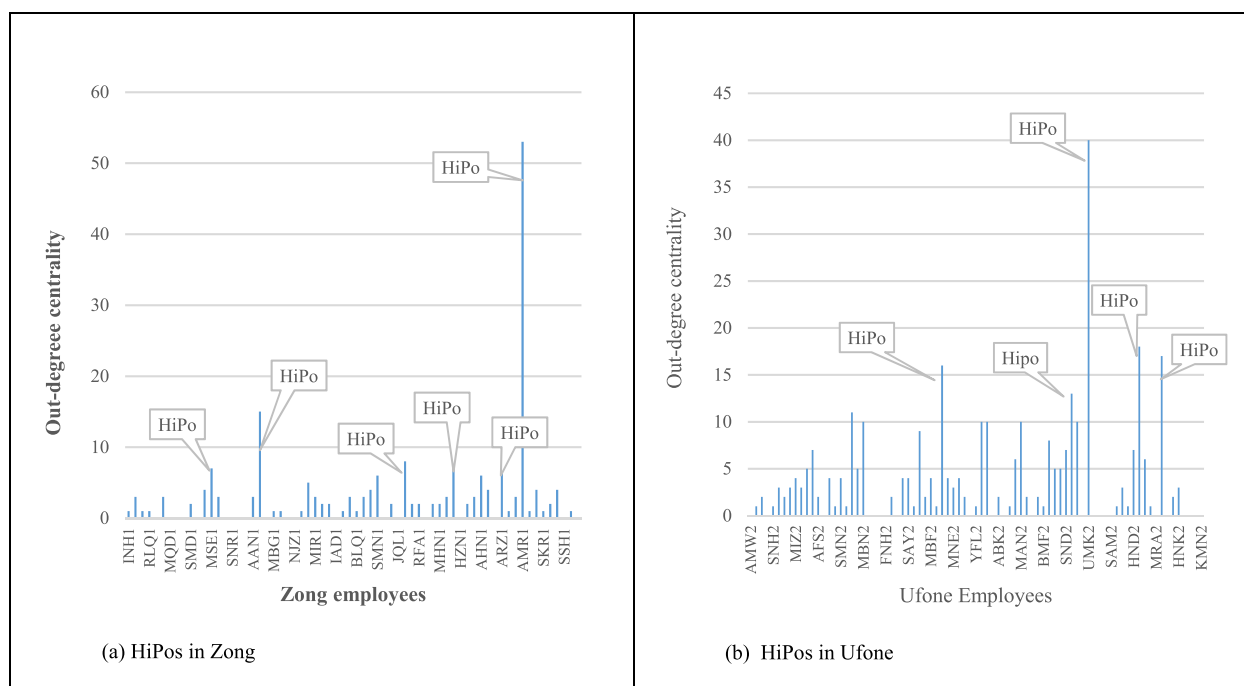 60
50
40
30
20
10
0
Out-degree centrality
HiPo
HiPo
HiPo
HiPo
HiPo
HiPo
INH1
RLQ1
MQD1
SMD1
MSE1
SNR1
AAN1
MBG1
NJZ1
MIR1
IAD1
BLQ1
SMN1
JQL1
RFA1
MHN1
HZN1
AHN1
ARZ1
AMR1
SKR1
SSH1
Zong employees
(a) HiPos in Zong
45
40
35
30
25
20
15
10
5
0
Out-degree centrality
HiPo
HiPo
HiPo
Hipo
HiPo
AMW2
SNH2
MIZ2
AFS2
SMN2
MBN2
FNH2
SAY2
MBF2
MNE2
YFL2
ABK2
MAN2
BMF2
SND2
UMK2
SAM2
HND2
MRA2
HNK2
KMN2
Ufone Employees
(b) HiPos in Ufone